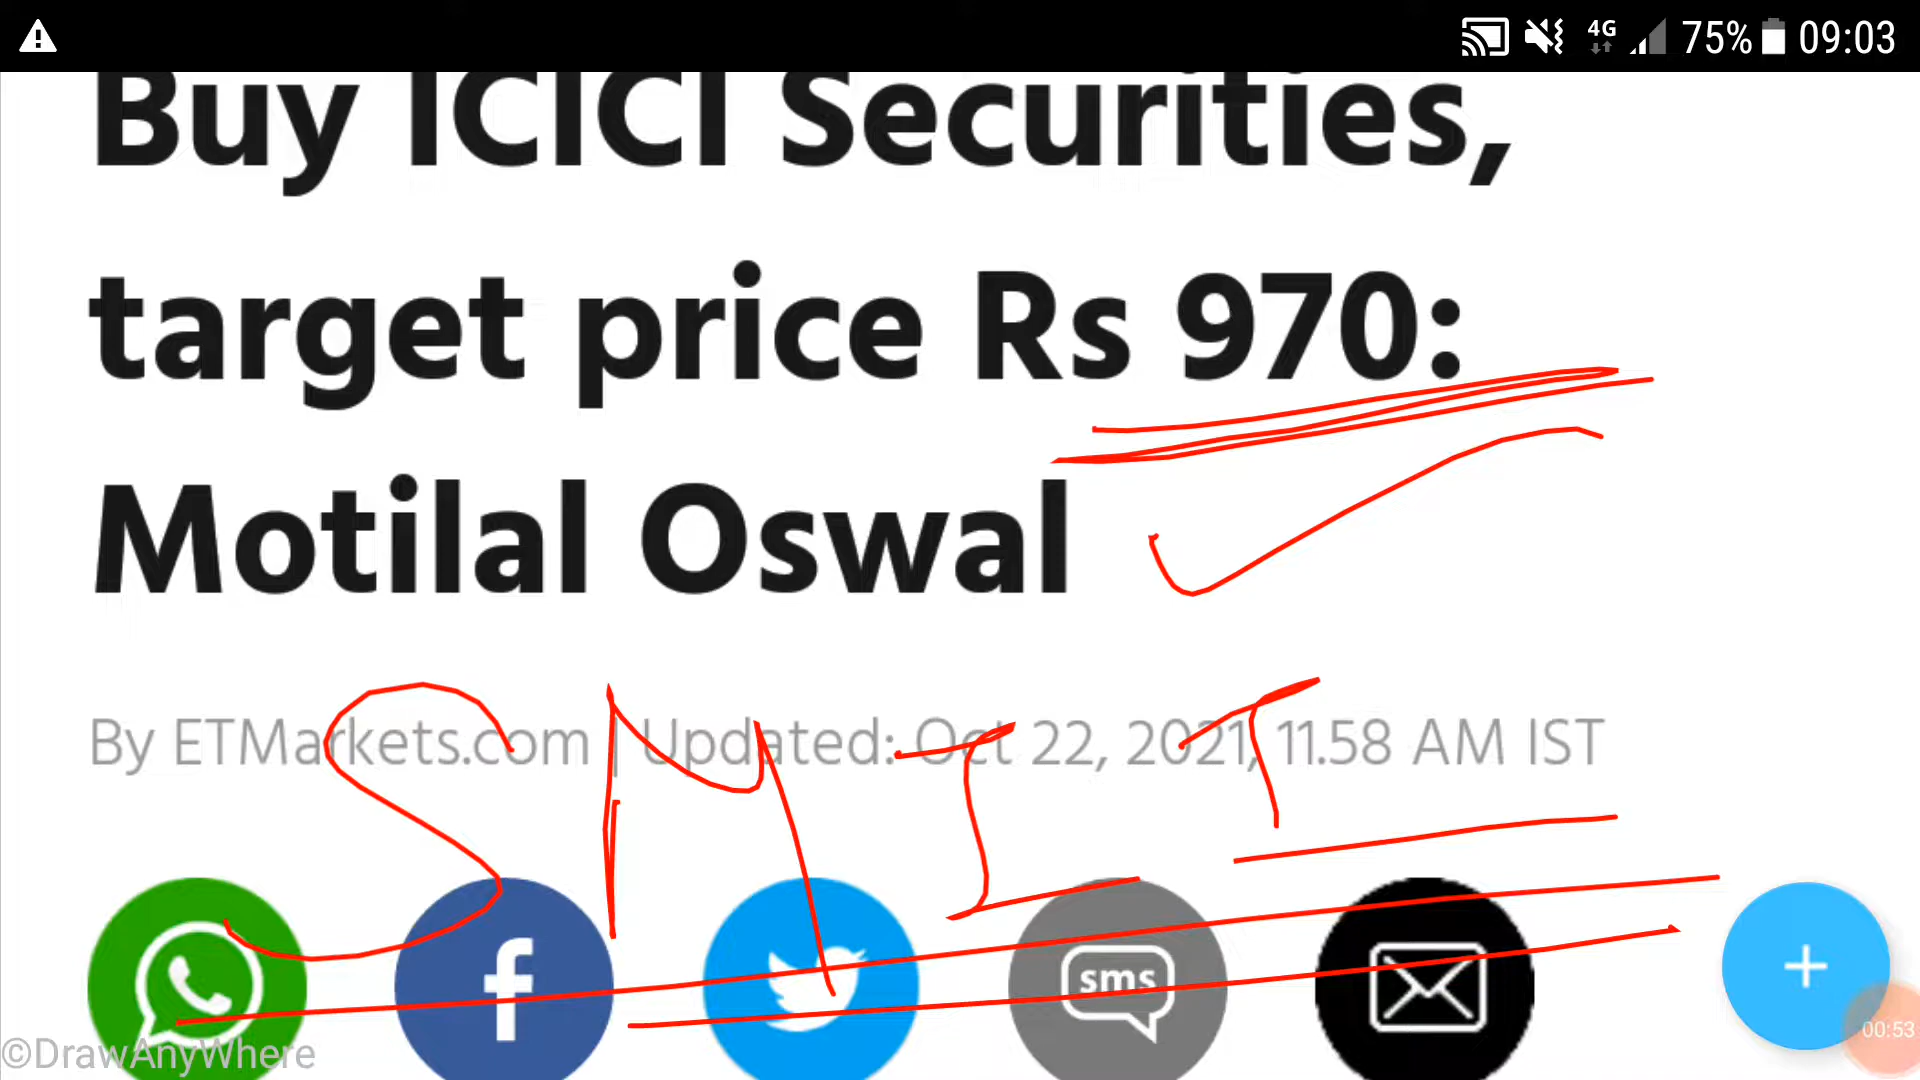 4G 75% 09:03
Buy ICICI Securities,
target price Rs 970:
Motilal Oswal
By ETMarkets.com | Updated: Oct 22, 2021, 11.58 AM IST
SMIT
sms
00:53
©DrawAnyWhere